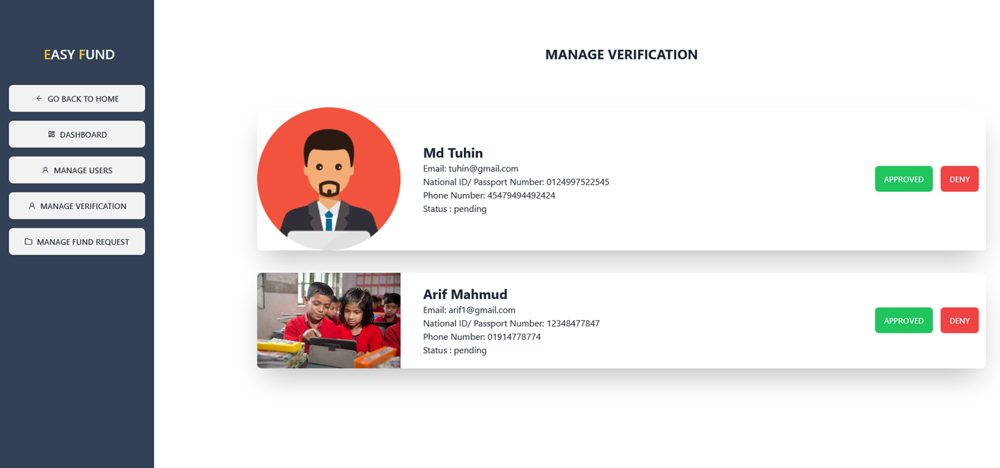 EASY FUND
GO BACK TO HOME
DASHBOARD
MANAGE USERS
MANAGE VERIFICATION
MANAGE FUND REQUEST
MANAGE VERIFICATION
Md Tuhin
Email: tuhin@gmail.com
National ID/ Passport Number: 0124997522545
Phone Number: 45479494492424
Status : pending
APPROVED DENY
Arif Mahmud
Email: arif1@gmail.com
National ID/ Passport Number: 12348477847
Phone Number: 01914778774
Status : pending
APPROVED DENY